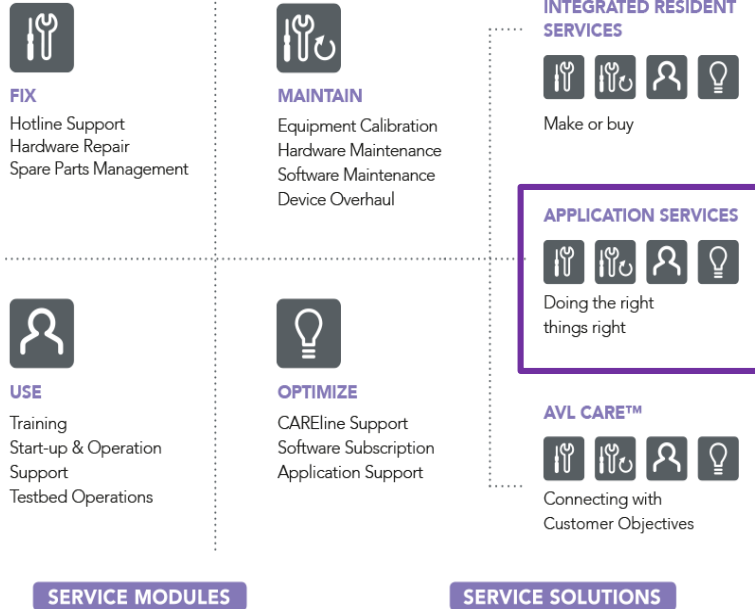 FIX
Hotline Support
Hardware Repair
Spare Parts Management
MAINTAIN
Equipment Calibration
Hardware Maintenance
Software Maintenance
Device Overhaul
USE
Training
Start-up & Operation
Support
Testbed Operations
OPTIMIZE
CAREline Support
Software Subscription
Application Support
INTEGRATED RESIDENT
SERVICES
Make or buy
APPLICATION SERVICES
Doing the right
things right
AVL CARE™
Connecting with
Customer Objectives
SERVICE MODULES
SERVICE SOLUTIONS